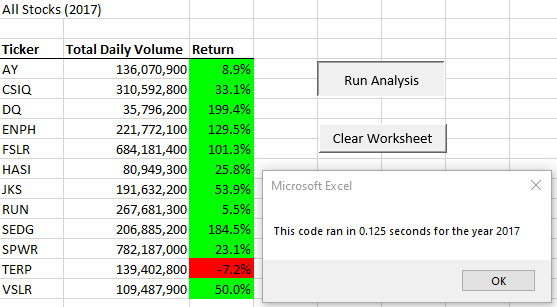 All Stocks (2017)
Ticker Total Daily Volume Return
AY 136,070,900 8.9%
CSIQ 310,592,800 33.1%
DQ 35,796,200 199.4%
ENPH 221,772,100 129.5%
FSLR 684,181,400 101.3%
HASI 80,949,300 25.8%
JKS 191,632,200 53.9%
RUN 267,681,300 5.5%
SEDG 206,885,200 184.5%
SPWR 782,187,000 23.1%
TERP 139,402,800 -7.2%
VSLR 109,487,900 50.0%
Run Analysis
Clear Worksheet
Microsoft Excel
This code ran in 0.125 seconds for the year 2017
OK